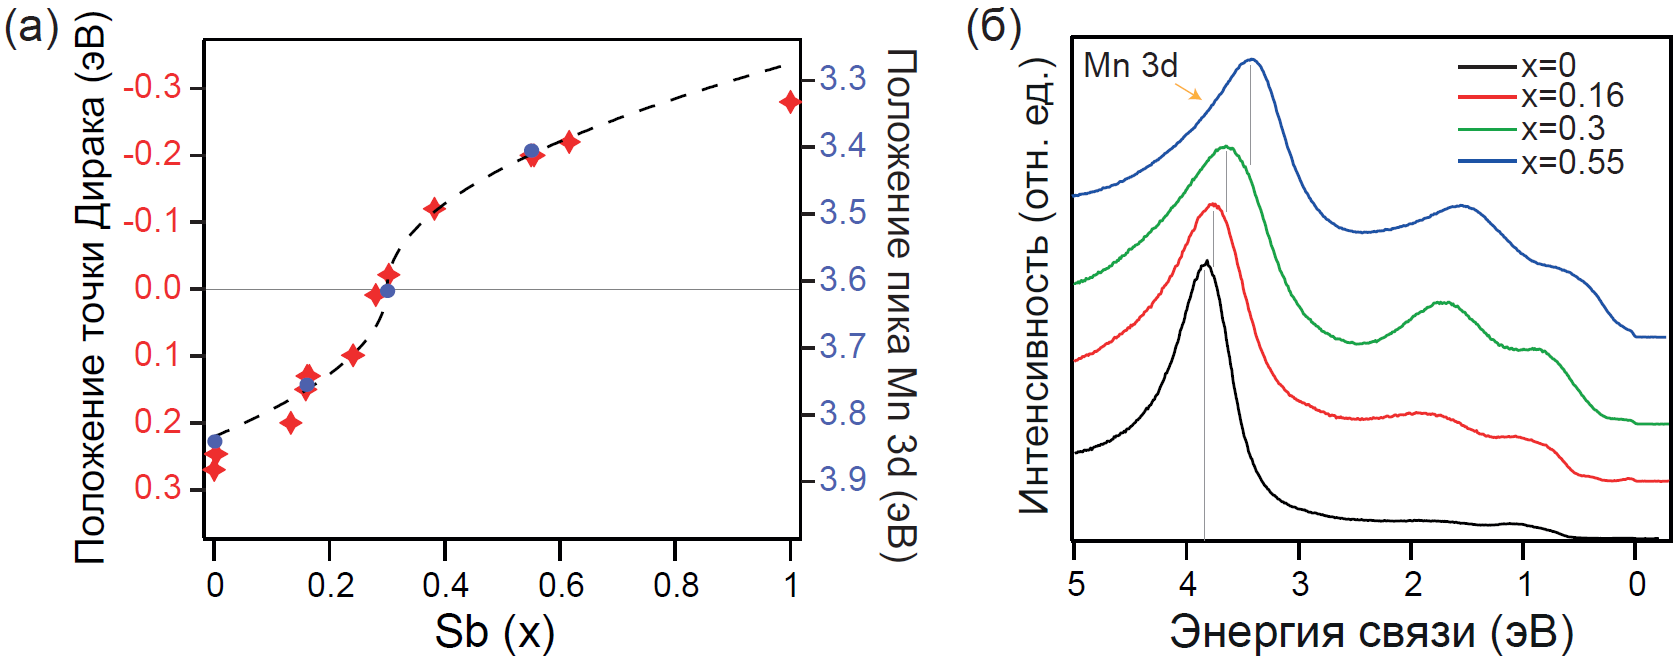 (а)
Положение точки Дирака (эВ)
-0.3
-0.2
-0.1
0.0
0.1
0.2
0.3
0
0.2
0.4
0.6
0.8
1
Sb (x)
3.3
3.4
3.5
3.6
3.7
3.8
3.9
Положение пика Mn 3d (эВ)
(б)
Интенсивность (отн. ед.)
Mn 3d
x=0
x=0.16
x=0.3
x=0.55
5
4
3
2
1
0
Энергия связи (эВ)